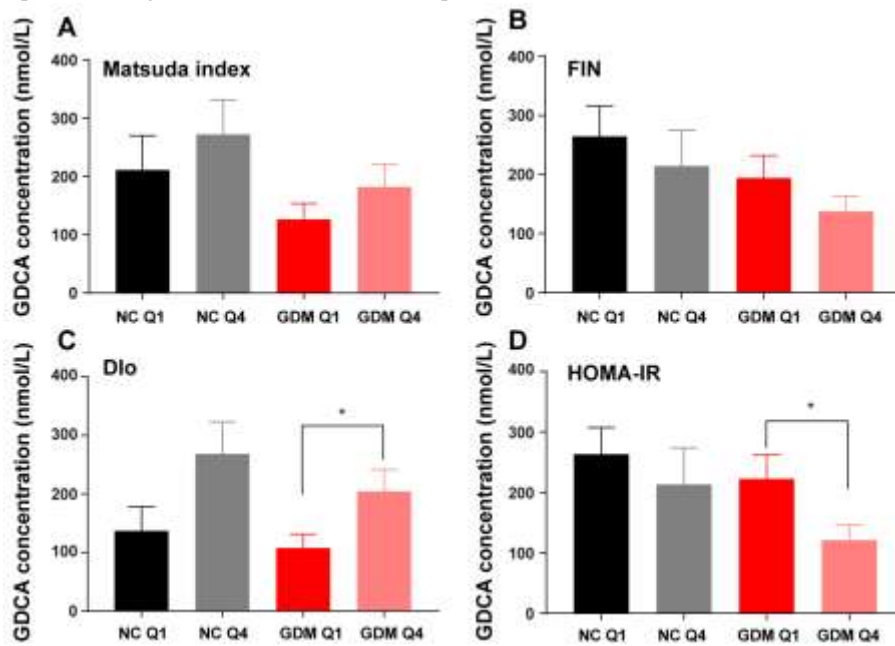 A
Matsuda index
GDCA concentration (nmol/L)
400
300
200
100
0
NC Q1 NC Q4 GDM Q1 GDM Q4
B
FIN
GDCA concentration (nmol/L)
400
300
200
100
0
NC Q1 NC Q4 GDM Q1 GDM Q4
C
DIo
GDCA concentration (nmol/L)
400
300
200
100
0
*
NC Q1 NC Q4 GDM Q1 GDM Q4
D
HOMA-IR
GDCA concentration (nmol/L)
400
300
200
100
0
*
NC Q1 NC Q4 GDM Q1 GDM Q4